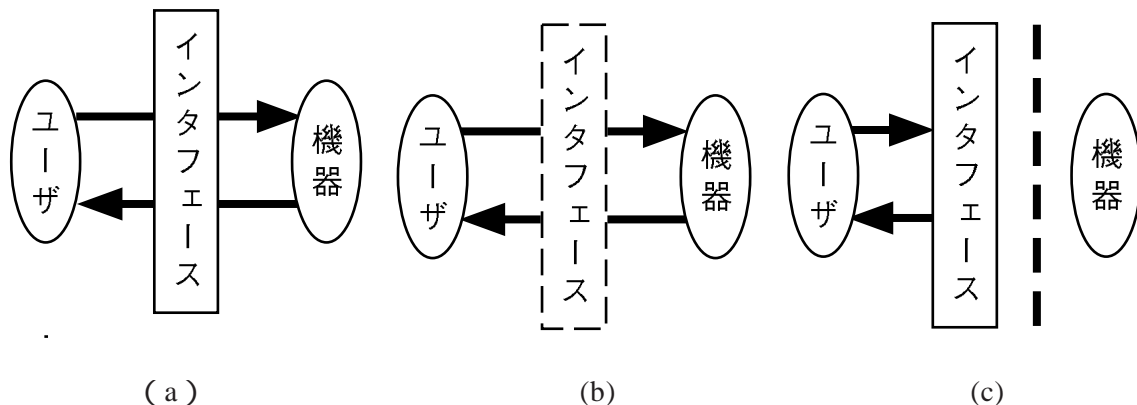 ユーザ
インタフェース
機器
ユーザ
インタフェース
機器
ユーザ
インタフェース
機器
( a )
(b)
(c)